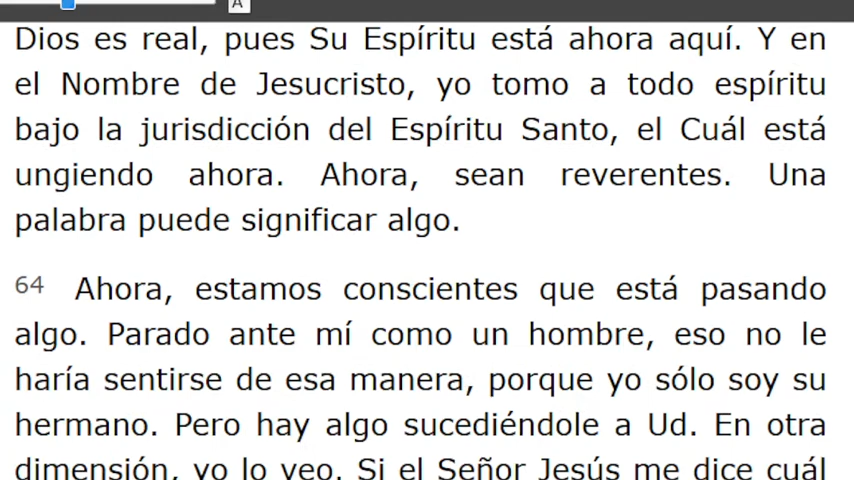 A
Dios es real, pues Su Espíritu está ahora aquí. Y en
el Nombre de Jesucristo, yo tomo a todo espíritu
bajo la jurisdicción del Espíritu Santo, el Cuál está
ungiendo ahora. Ahora, sean reverentes. Una
palabra puede significar algo.
64 Ahora, estamos conscientes que está pasando
algo. Parado ante mí como un hombre, eso no le
haría sentirse de esa manera, porque yo sólo soy su
hermano. Pero hay algo sucediéndole a Ud. En otra
dimensión, yo lo veo. Si el Señor Jesús me dice cuál